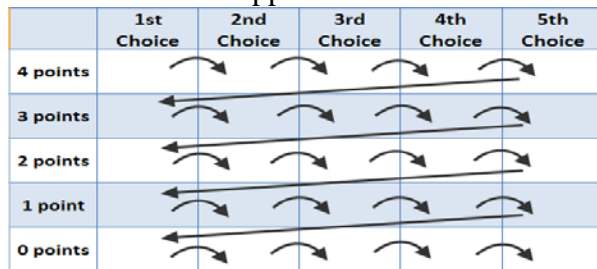 1st 2nd 3rd 4th 5th
Choice Choice Choice Choice Choice
4 points
3 points
2 points
1 point
0 points